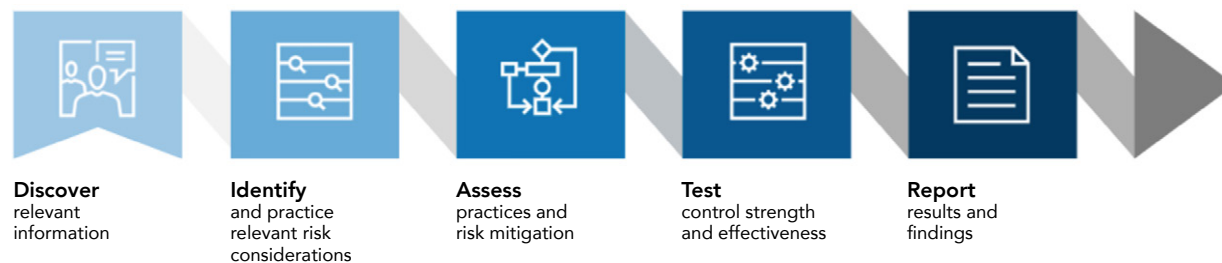 Discover
relevant
information
Identify
and practice
relevant risk
considerations
Assess
practices and
risk mitigation
Test
control strength
and effectiveness
Report
results and
findings